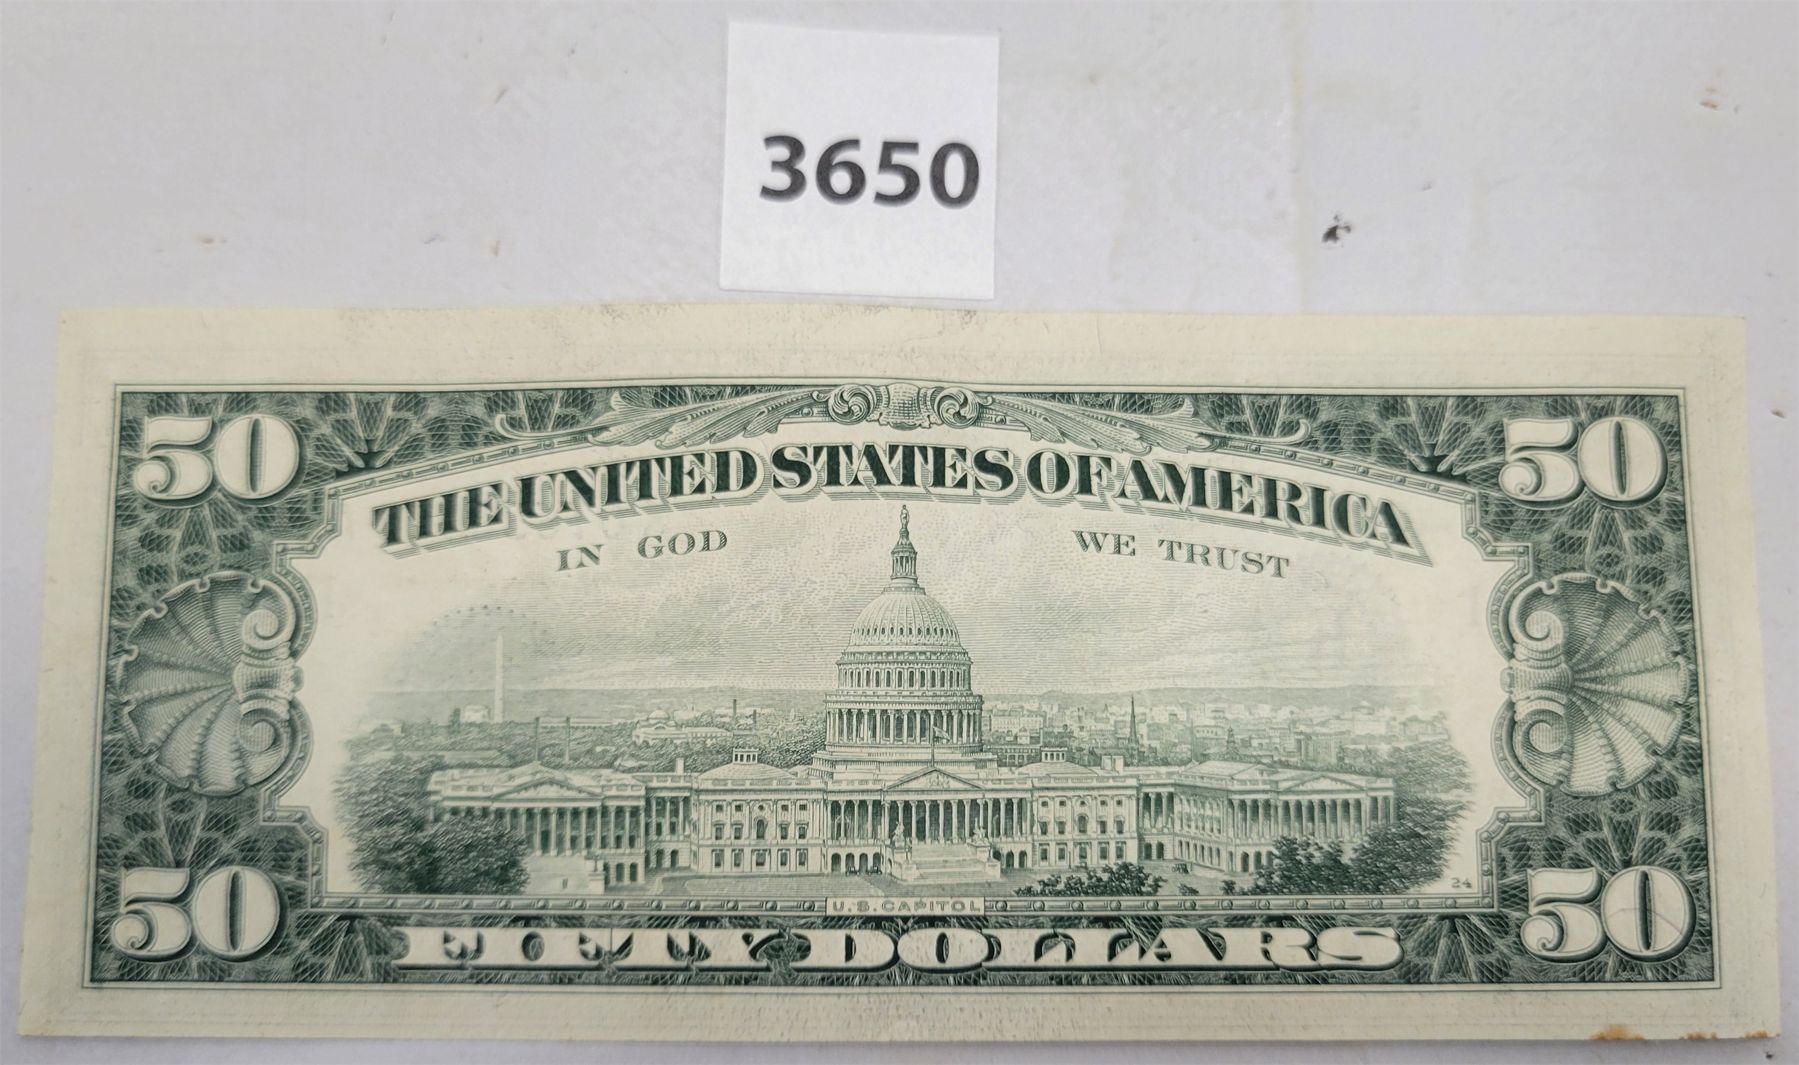 3650
50 50
THE UNITED STATES OF AMERICA
IN GOD WE TRUST
24
50 U.S. CAPITOL 50
FIFTY DOLLARS